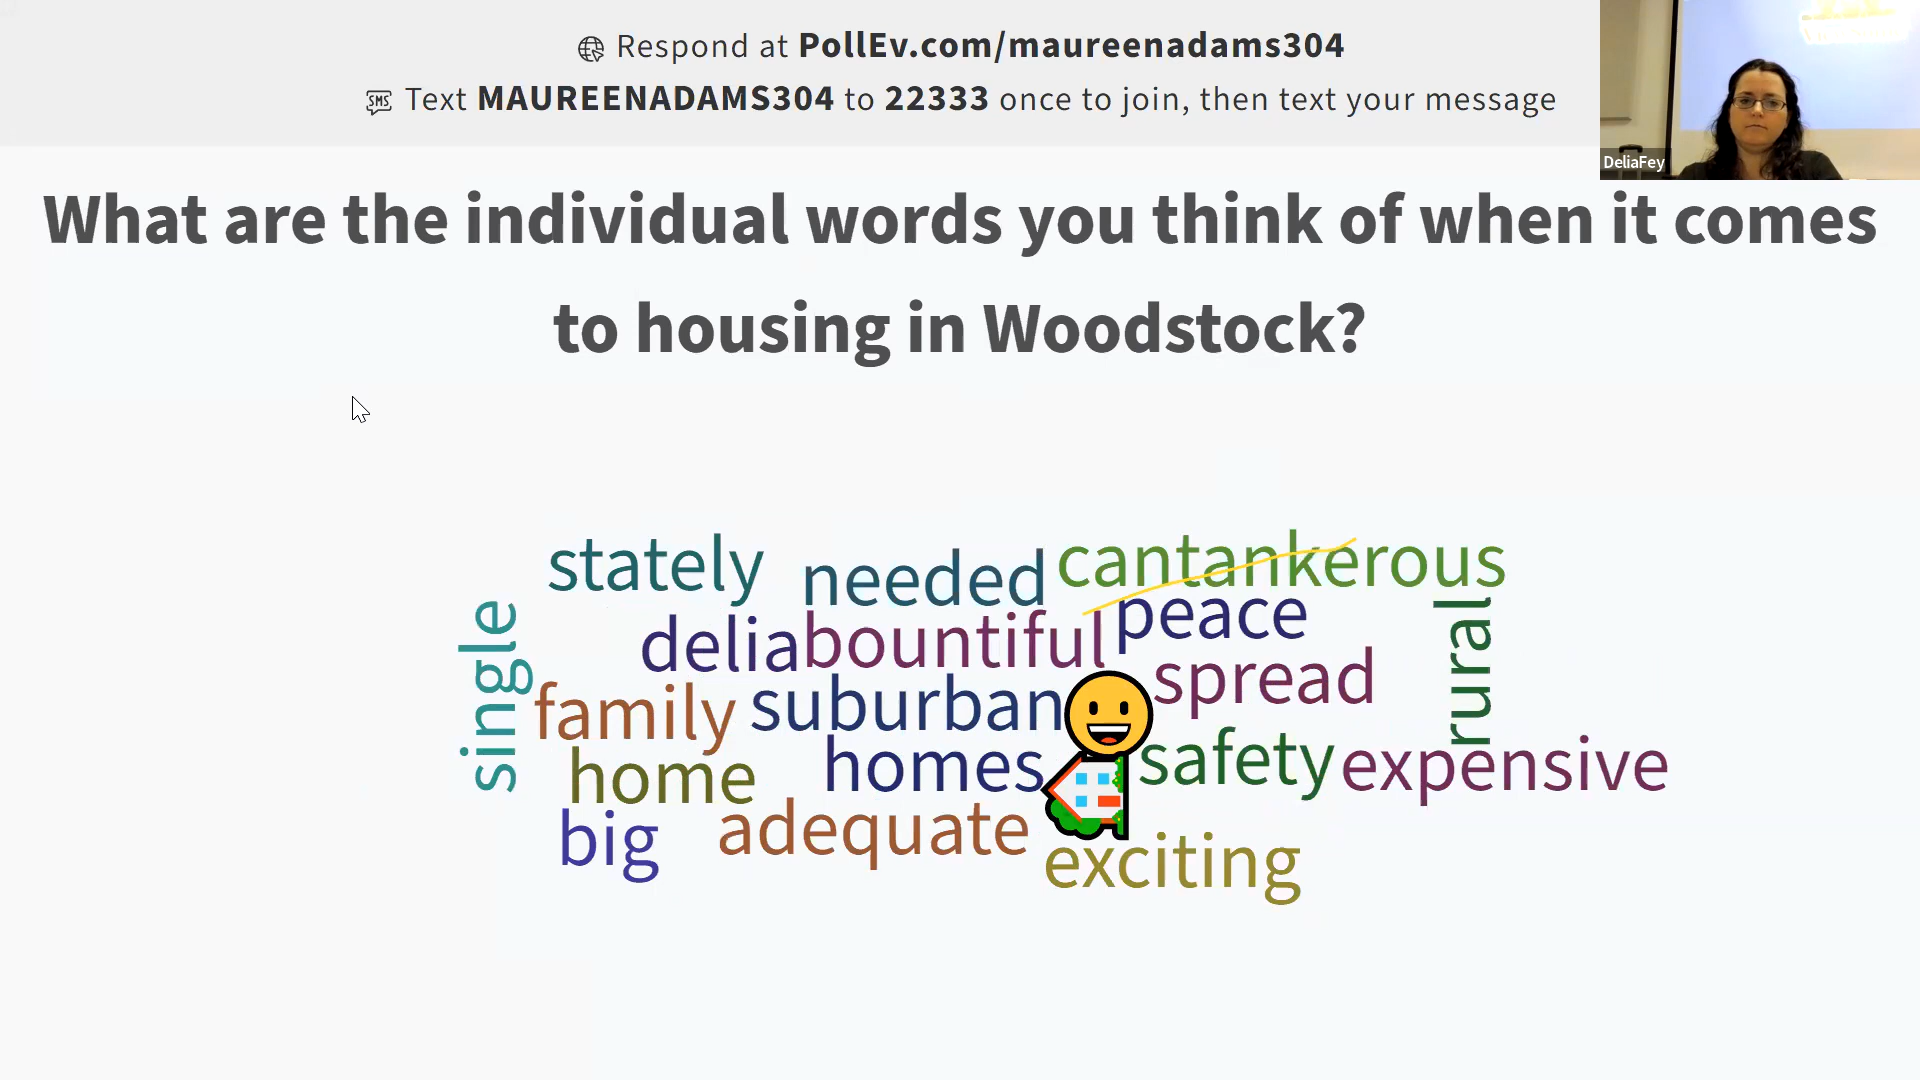 Respond at PollEv.com/maureenadams304
SMS Text MAUREENADAMS304 to 22333 once to join, then text your message
DeliaFey
What are the individual words you think of when it comes
to housing in Woodstock?
stately
needed
cantankerous
single
delia
bountiful
peace
rural
family
suburban
spread
home
homes
safety
expensive
big
adequate
exciting